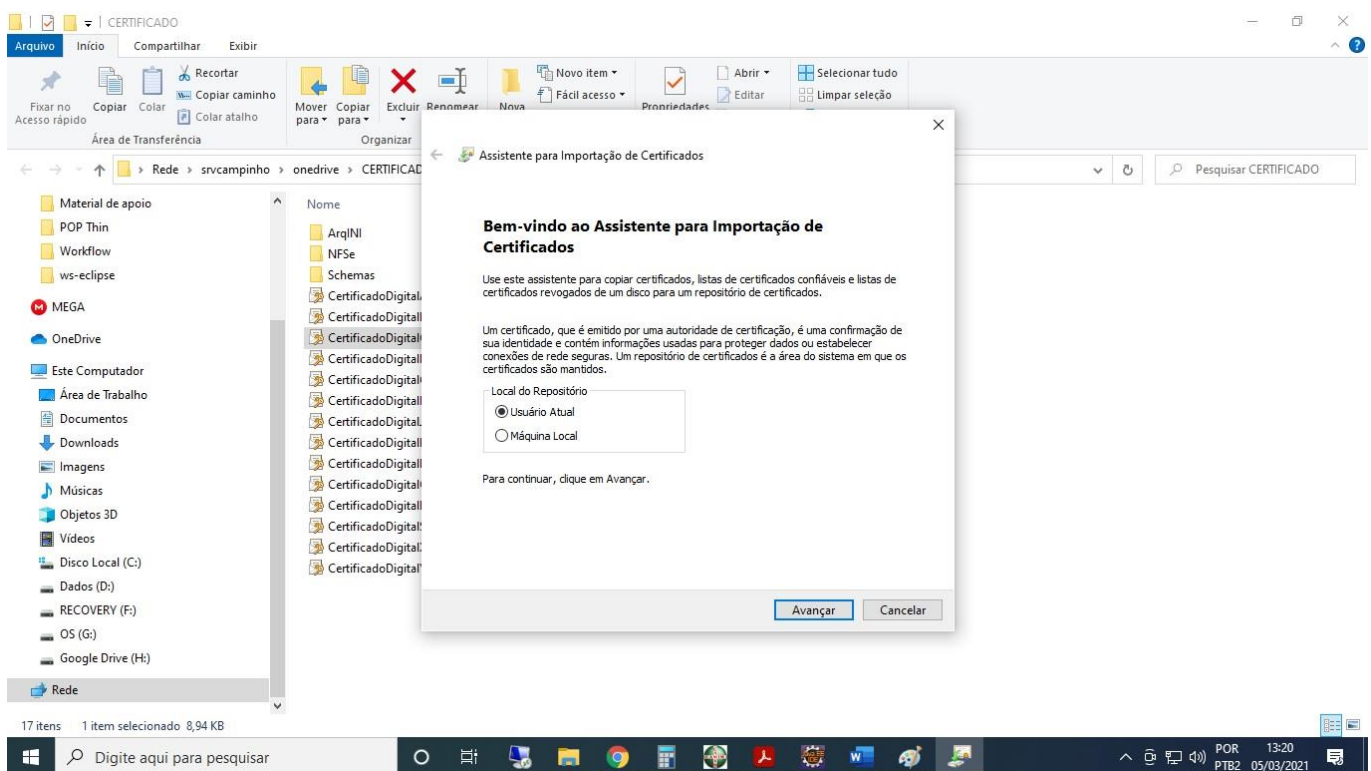 CERTIFICADO
Arquivo Início Compartilhar Exibir
Fixar no Acesso rápido
Copiar
Colar
Recortar
Copiar caminho
Colar atalho
Área de Transferência
Mover para
Copiar para
Excluir
Renomear
Organizar
Nova
Novo item
Fácil acesso
Propriedades
Abrir
Editar
Selecionar tudo
Limpar seleção
Rede > srvcampinho > onedrive >
Pesquisar CERTIFICADO
Material de apoio
POP Thin
Workflow
ws-eclipse
MEGA
OneDrive
Este Computador
Área de Trabalho
Documentos
Downloads
Imagens
Músicas
Objetos 3D
Vídeos
Disco Local (C:)
Dados (D:)
RECOVERY (F:)
OS (G:)
Google Drive (H:)
Rede
Nome
ArqINI
NFSe
Schemas
CertificadoDigital
CertificadoDigital
CertificadoDigital
CertificadoDigital
CertificadoDigital
CertificadoDigital
CertificadoDigital
CertificadoDigital
CertificadoDigital
CertificadoDigital
CertificadoDigital
CertificadoDigital
CertificadoDigital
CertificadoDigital
Assistente para Importação de Certificados
Bem-vindo ao Assistente para Importação de
Certificados
Use este assistente para copiar certificados, listas de certificados confiáveis e listas de
certificados revogados de um disco para um repositório de certificados.
Um certificado, que é emitido por uma autoridade de certificação, é uma confirmação de
sua identidade e contém informações usadas para proteger dados ou estabelecer
conexões de rede seguras. Um repositório de certificados é a área do sistema em que os
certificados são mantidos.
Local do Repositório
Usuário Atual
Máquina Local
Para continuar, clique em Avançar.
Avançar Cancelar
17 itens 1 item selecionado 8,94 KB
Digite aqui para pesquisar
POR 13:20
PTB2 05/03/2021